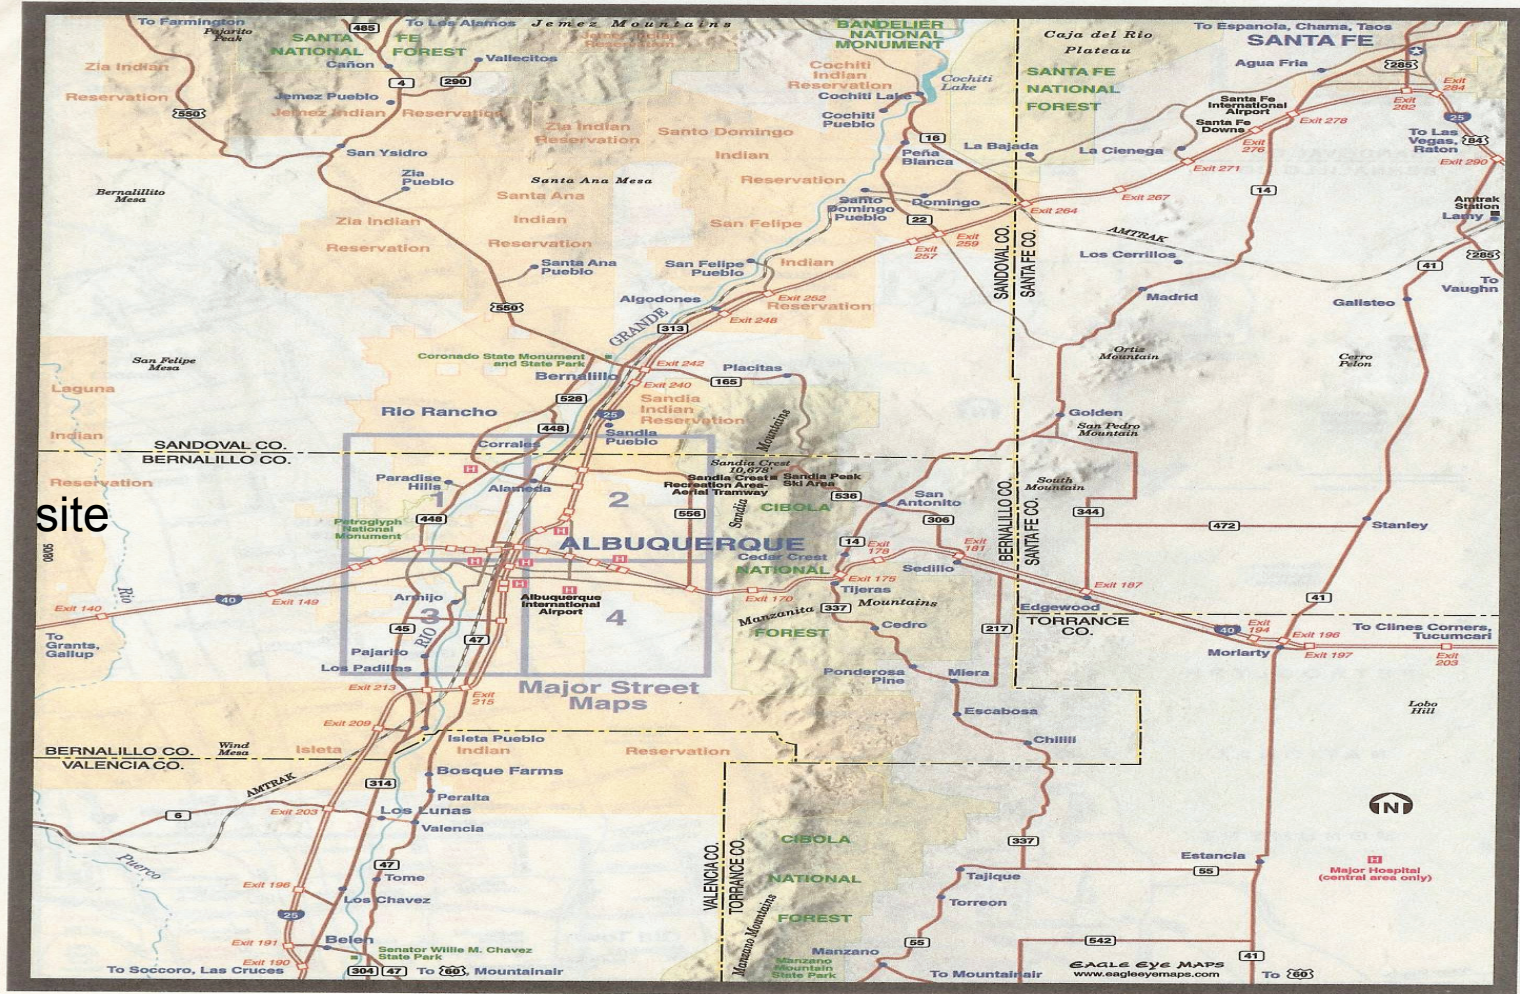 To Farmington
Pajarito
Peak
485
To Los Alamos
Jemez Mountains
SANTA FE
NATIONAL FOREST
Cañon
Vallecitos
4
290
Zia Indian
Reservation
550
Jemez Pueblo
Jemez Indian Reservation
Jemez Indian
Reservation
San Ysidro
Zia
Pueblo
Bernalillito
Mesa
Zia Indian
Reservation
Zia Indian
Reservation
Santa Domingo
Indian
Reservation
Santa Ana Mesa
Santa Ana
Indian
Reservation
Santa Ana
Pueblo
550
BANDELIER
NATIONAL
MONUMENT
Cochiti
Indian
Reservation
Cochiti Lake
Cochiti
Pueblo
Cochiti
Lake
16
Peña
Blanca
Santo
Domingo
Pueblo
Domingo
22
San Felipe
Indian
Reservation
San Felipe
Pueblo
Algodones
GRANDE
313
Exit 252
Exit 248
Exit 257
Exit 259
Exit 264
Exit 267
Exit 271
Exit 276
Exit 278
Exit 282
Exit 284
Exit 290
Caja del Rio
Plateau
SANTA FE
NATIONAL
FOREST
To Espanola, Chama, Taos
SANTA FE
Agua Fria
285
Santa Fe
International
Airport
Santa Fe
Downs
La Bajada
La Cienega
25
To Las
Vegas,
Raton
84
14
Amtrak
Station
Lamy
AMTRAK
Los Cerrillos
41
285
To
Vaughn
Madrid
Galisteo
SANDOVAL CO.
SANTA FE CO.
Ortiz
Mountain
Cerro
Pelon
San Felipe
Mesa
Laguna
Indian
Reservation
Coronado State Monument
and State Park
Bernalillo
Exit 242
Exit 240
Placitas
165
528
25
Sandia
Indian
Reservation
Sandia
Pueblo
Rio Rancho
448
Corrales
Golden
San Pedro
Mountain
SANDOVAL CO.
BERNALILLO CO.
H
Paradise
Hills
1
Alameda
2
448
Petroglyph
National
Monument
556
Mountains
Sandia Crest
10,678'
Sandia Crest
Recreation Area-
Aerial Tramway
Sandia Peak
Ski Area
Sandia
536
CIBOLA
San
Antonito
306
South
Mountain
344
472
Stanley
BERNALILLO CO.
SANTA FE CO.
site
08/05
H
ALBUQUERQUE
H
H
H
H
H
Cedar Crest
14
Exit 175
Exit 178
Exit 181
Sedillo
NATIONAL
Tijeras
Exit 170
Exit 187
Edgewood
Exit 140
40
Exit 149
Rio
To
Grants,
Gallup
Armijo
3
45
RIO
47
Albuquerque
International
Airport
4
Pajarito
Los Padillas
Manzanita Mountains
FOREST
337
Cedro
217
TORRANCE
CO.
41
40
Exit 194
Exit 196
Exit 197
Exit 203
To Clines Corners,
Tucumcari
Moriarty
Ponderosa
Pine
Miera
Escabosa
Chilili
Lobo
Hill
Exit 213
Exit 215
Major Street
Maps
Exit 209
BERNALILLO CO.
VALENCIA CO.
Wind
Mesa
Isleta Indian Reservation
Isleta Pueblo
AMTRAK
314
Bosque Farms
Peralta
Los Lunas
Valencia
6
Exit 203
Puerco
47
Tome
Exit 196
Los Chavez
25
Exit 191
Belen
Exit 190
To Soccoro, Las Cruces
304
47
To 60, Mountainair
Senator Willie M. Chavez
State Park
VALENCIA CO.
TORRANCE CO.
CIBOLA
NATIONAL
FOREST
Manzano Mountains
Manzano
Mountain
State Park
Manzano
337
Tajique
Torreon
55
55
Estancia
542
41
To Mountainair
To 60
EAGLE EYE MAPS
www.eagleeyemaps.com
N
H
Major Hospital
(central area only)